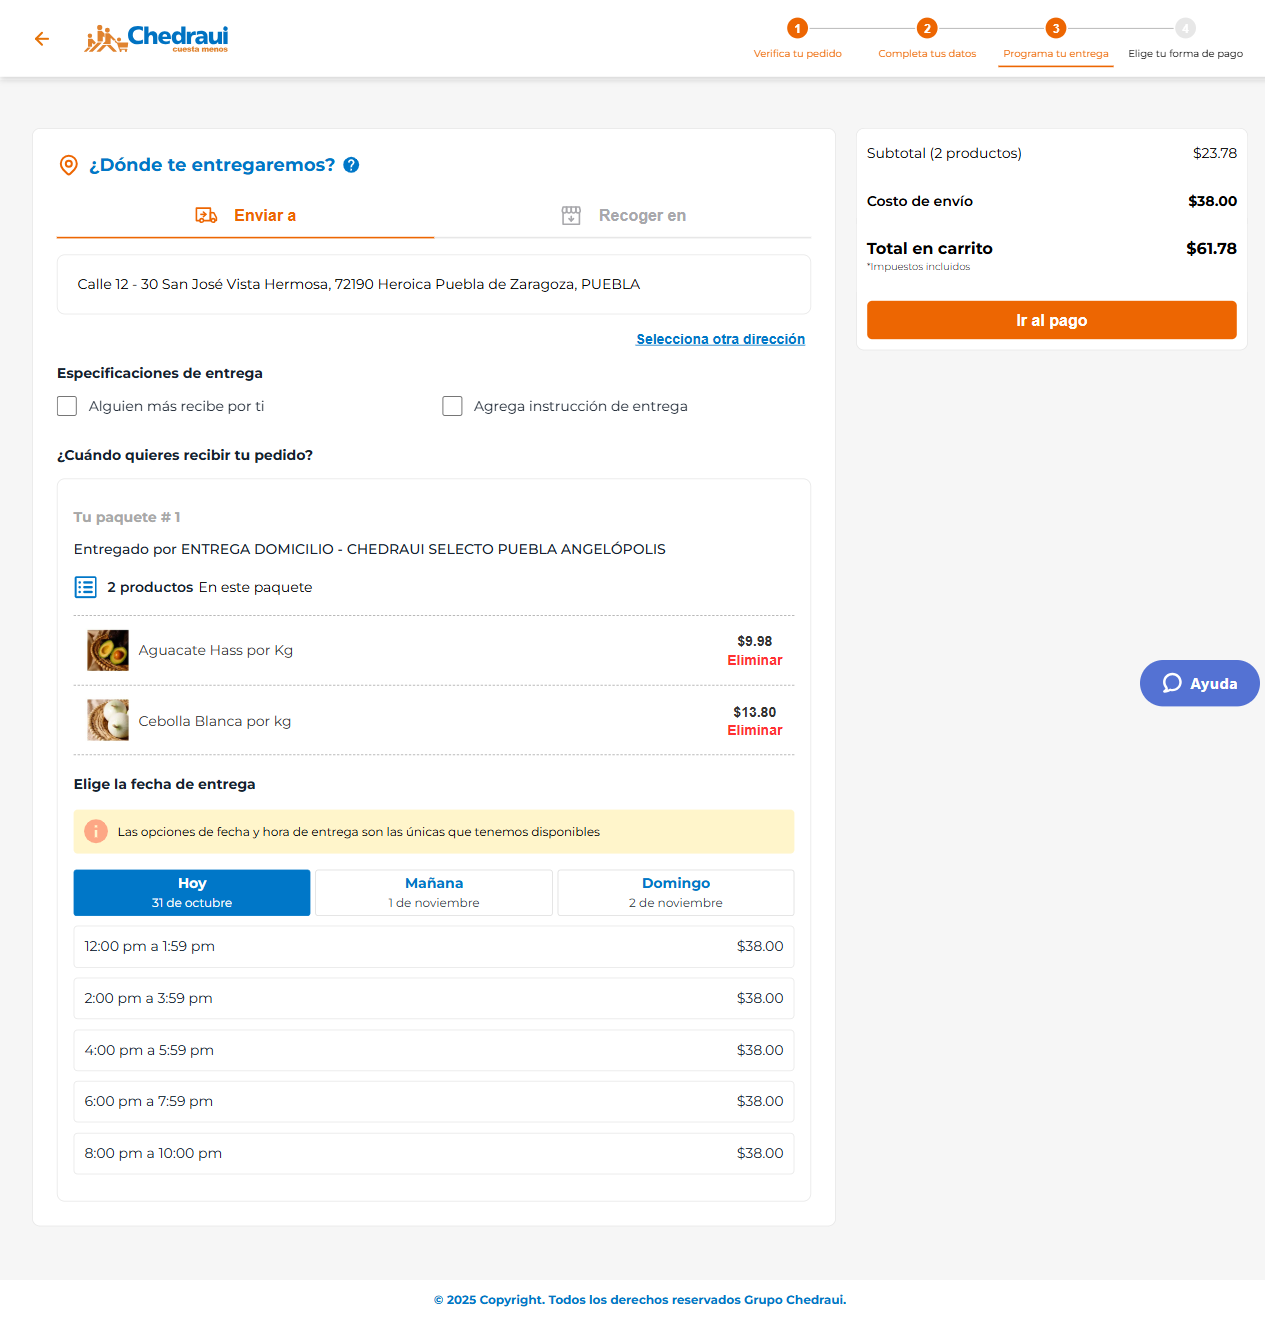 Chedraui
cuesta menos
1
Verifica tu pedido
2
Completa tus datos
3
Programa tu entrega
4
Elige tu forma de pago
¿Dónde te entregaremos? ?
Enviar a
Recoger en
Calle 12 - 30 San José Vista Hermosa, 72190 Heroica Puebla de Zaragoza, PUEBLA
Selecciona otra dirección
Especificaciones de entrega
Alguien más recibe por ti
Agrega instrucción de entrega
¿Cuándo quieres recibir tu pedido?
Tu paquete # 1
Entregado por ENTREGA DOMICILIO - CHEDRAUI SELECTO PUEBLA ANGELÓPOLIS
2 productos En este paquete
Aguacate Hass por Kg
$9.98
Eliminar
Cebolla Blanca por kg
$13.80
Eliminar
Elige la fecha de entrega
Las opciones de fecha y hora de entrega son las únicas que tenemos disponibles
Hoy
31 de octubre
Mañana
1 de noviembre
Domingo
2 de noviembre
12:00 pm a 1:59 pm $38.00
2:00 pm a 3:59 pm $38.00
4:00 pm a 5:59 pm $38.00
6:00 pm a 7:59 pm $38.00
8:00 pm a 10:00 pm $38.00
Subtotal (2 productos) $23.78
Costo de envío $38.00
Total en carrito $61.78
*Impuestos incluidos
Ir al pago
Ayuda
© 2025 Copyright. Todos los derechos reservados Grupo Chedraui.